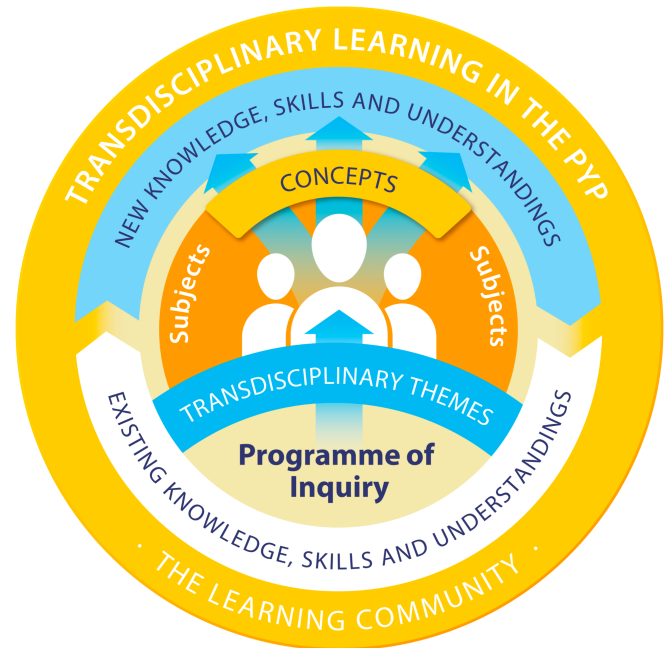 TRANSDISCIPLINARY LEARNING IN THE PYP
NEW KNOWLEDGE, SKILLS AND UNDERSTANDINGS
CONCEPTS
Subjects
Subjects
TRANSDISCIPLINARY THEMES
Programme of
Inquiry
EXISTING KNOWLEDGE, SKILLS AND UNDERSTANDINGS
· THE LEARNING COMMUNITY ·